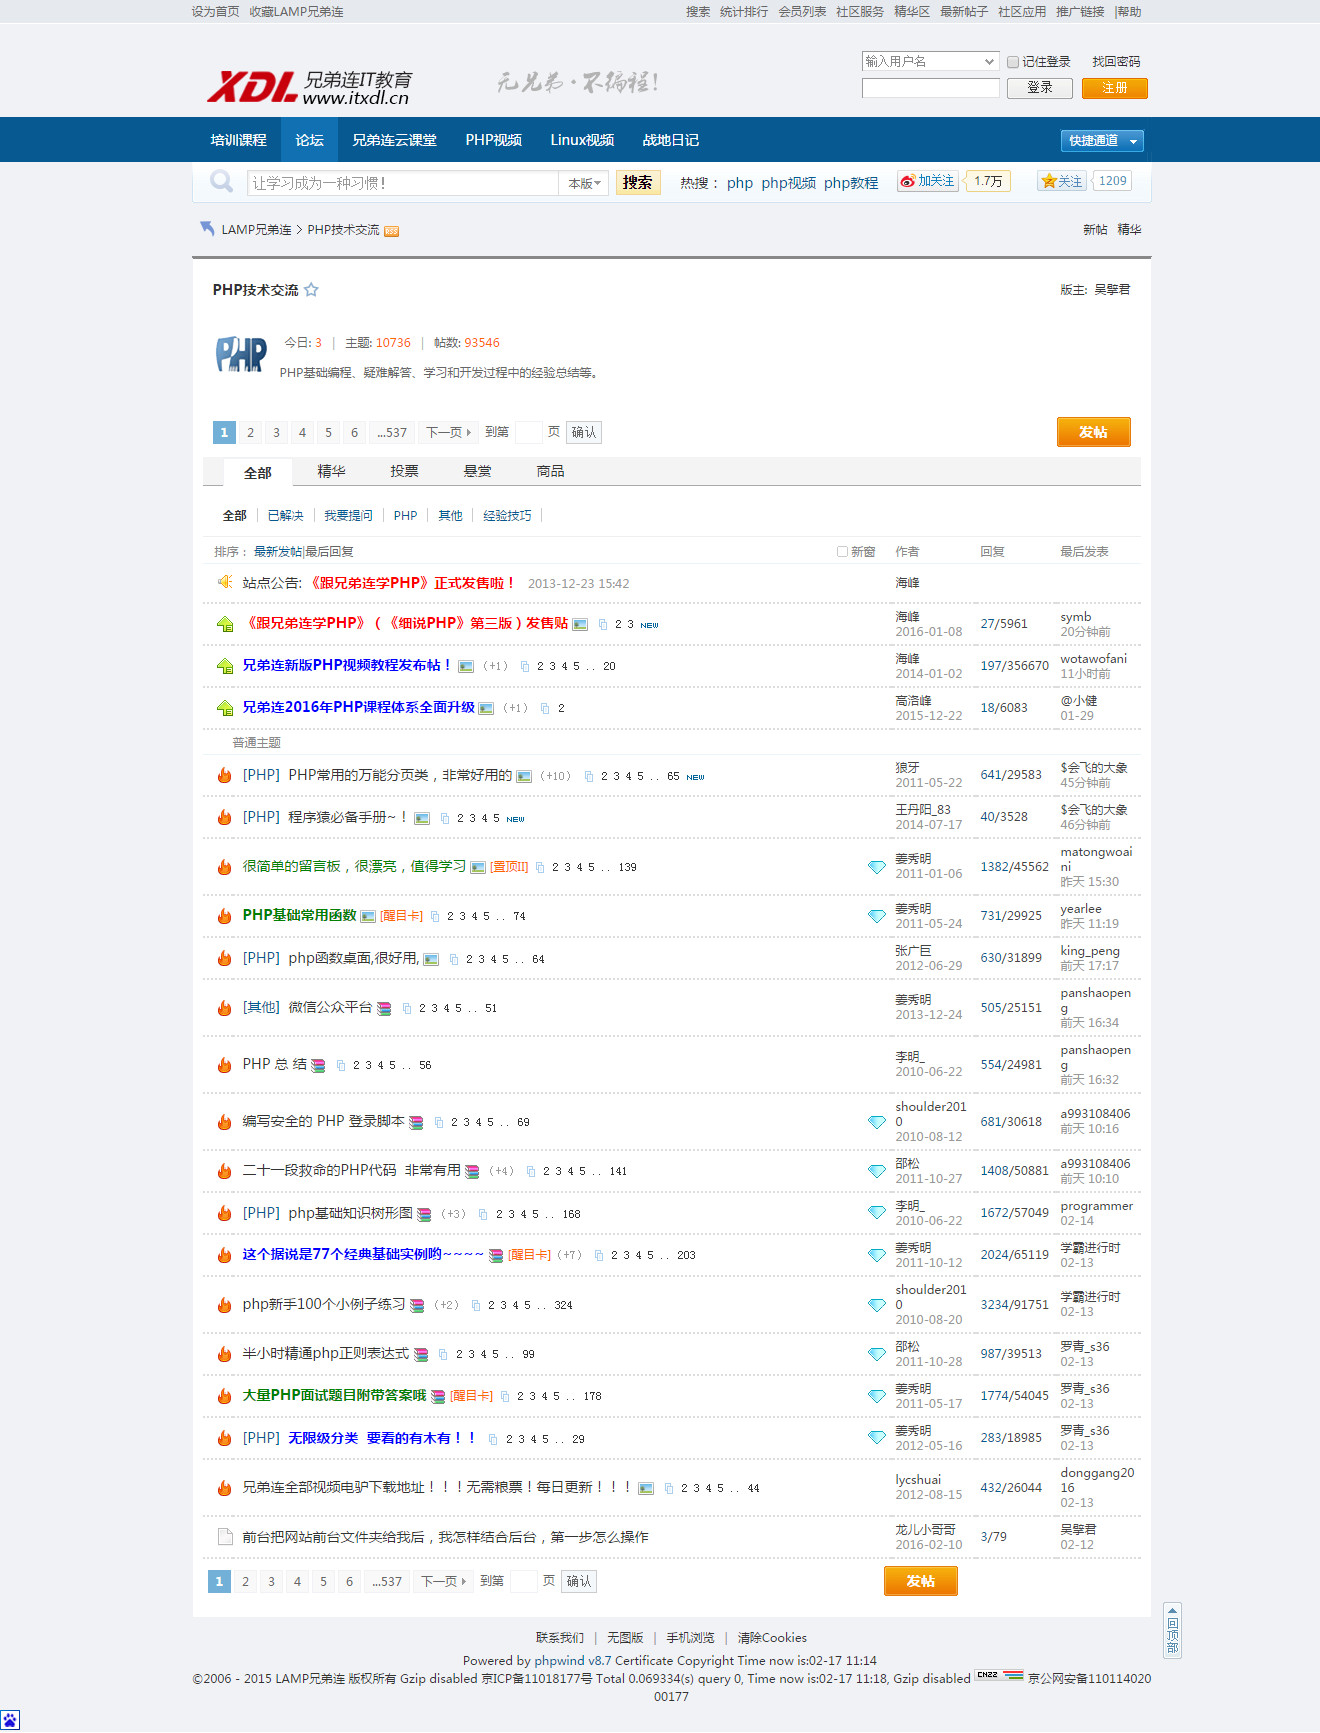 设为首页 收藏LAMP兄弟连 搜索 统计排行 会员列表 社区服务 精华区 最新帖子 社区应用 推广链接 |帮助
XDL 兄弟连IT教育 www.itxdl.cn
无兄弟·不编程!
输入用户名 记住登录 找回密码
登录 注册
培训课程 论坛 兄弟连云课堂 PHP视频 Linux视频 战地日记 快捷通道
让学习成为一种习惯! 本版 搜索 热搜: php php视频 php教程 加关注 1.7万 关注 1209
LAMP兄弟连 > PHP技术交流 RSS 新帖 精华
PHP技术交流 版主: 吴擎君
PHP
今日: 3 | 主题: 10736 | 帖数: 93546
PHP基础编程、疑难解答、学习和开发过程中的经验总结等。
1 2 3 4 5 6 ...537 下一页 到第 页 确认 发帖
全部 精华 投票 悬赏 商品
全部 已解决 我要提问 PHP 其他 经验技巧
排序: 最新发帖|最后回复 新窗 作者 回复 最后发表
站点公告: 《跟兄弟连学PHP》正式发售啦! 2013-12-23 15:42 海峰
《跟兄弟连学PHP》(《细说PHP》第三版)发售贴 2 3 NEW 海峰 2016-01-08 27/5961 symb 20分钟前
兄弟连新版PHP视频教程发布帖! (+1) 2 3 4 5 .. 20 海峰 2014-01-02 197/356670 wotawofani 11小时前
兄弟连2016年PHP课程体系全面升级 (+1) 2 高洛峰 2015-12-22 18/6083 @小健 01-29
普通主题
[PHP] PHP常用的万能分页类,非常好用的 (+10) 2 3 4 5 .. 65 NEW 狼牙 2011-05-22 641/29583 $会飞的大象 45分钟前
[PHP] 程序猿必备手册~! 2 3 4 5 NEW 王丹阳_83 2014-07-17 40/3528 $会飞的大象 46分钟前
很简单的留言板,很漂亮,值得学习 [置顶II] 2 3 4 5 .. 139 姜秀明 2011-01-06 1382/45562 matongwoaini 昨天 15:30
PHP基础常用函数 [醒目卡] 2 3 4 5 .. 74 姜秀明 2011-05-24 731/29925 yearlee 昨天 11:19
[PHP] php函数桌面,很好用, 2 3 4 5 .. 64 张广巨 2012-06-29 630/31899 king_peng 前天 17:17
[其他] 微信公众平台 2 3 4 5 .. 51 姜秀明 2013-12-24 505/25151 panshaopeng 前天 16:34
PHP 总 结 2 3 4 5 .. 56 李明_ 2010-06-22 554/24981 panshaopeng 前天 16:32
编写安全的 PHP 登录脚本 2 3 4 5 .. 69 shoulder2010 2010-08-12 681/30618 a993108406 前天 10:16
二十一段救命的PHP代码 非常有用 (+4) 2 3 4 5 .. 141 邵松 2011-10-27 1408/50881 a993108406 前天 10:10
[PHP] php基础知识树形图 (+3) 2 3 4 5 .. 168 李明_ 2010-06-22 1672/57049 programmer 02-14
这个据说是77个经典基础实例哟~~~~ [醒目卡] (+7) 2 3 4 5 .. 203 姜秀明 2011-10-12 2024/65119 学霸进行时 02-13
php新手100个小例子练习 (+2) 2 3 4 5 .. 324 shoulder2010 2010-08-20 3234/91751 学霸进行时 02-13
半小时精通php正则表达式 2 3 4 5 .. 99 邵松 2011-10-28 987/39513 罗青_s36 02-13
大量PHP面试题目附带答案哦 [醒目卡] 2 3 4 5 .. 178 姜秀明 2011-05-17 1774/54045 罗青_s36 02-13
[PHP] 无限级分类 要看的有木有!! 2 3 4 5 .. 29 姜秀明 2012-05-16 283/18985 罗青_s36 02-13
兄弟连全部视频电驴下载地址!!!无需粮票!每日更新!!! 2 3 4 5 .. 44 lycshuai 2012-08-15 432/26044 donggang2016 02-13
前台把网站前台文件夹给我后,我怎样结合后台,第一步怎么操作 龙儿小哥哥 2016-02-10 3/79 吴擎君 02-12
1 2 3 4 5 6 ...537 下一页 到第 页 确认 发帖
回顶部
联系我们 | 无图版 | 手机浏览 | 清除Cookies
Powered by phpwind v8.7 Certificate Copyright Time now is:02-17 11:14
©2006 - 2015 LAMP兄弟连 版权所有 Gzip disabled 京ICP备11018177号 Total 0.069334(s) query 0, Time now is:02-17 11:18, Gzip disabled CNZZ 京公网安备110114020
00177